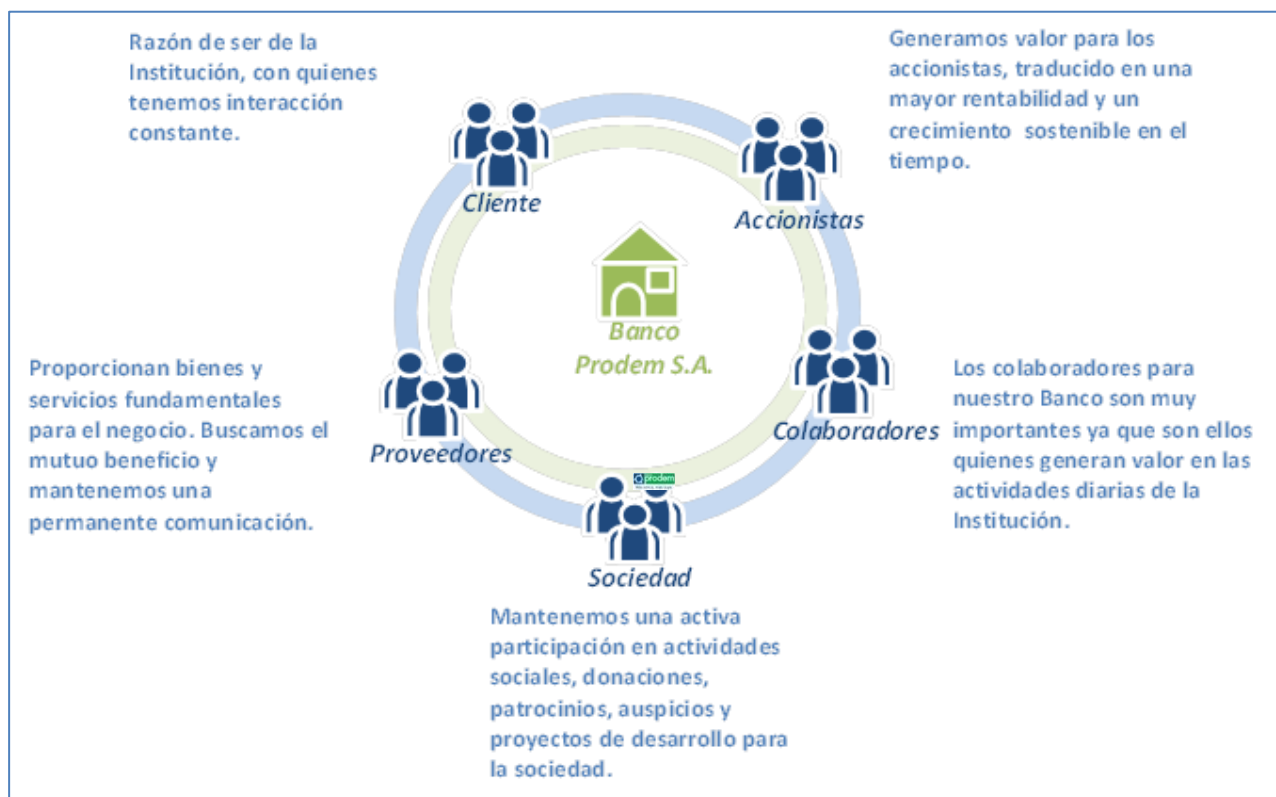 Razón de ser de la
Institución, con quienes
tenemos interacción
constante.
Cliente
Generamos valor para los
accionistas, traducido en una
mayor rentabilidad y un
crecimiento sostenible en el
tiempo.
Accionistas
Banco
Prodem S.A.
Proporcionan bienes y
servicios fundamentales
para el negocio. Buscamos el
mutuo beneficio y
mantenemos una
permanente comunicación.
Proveedores
Colaboradores
Los colaboradores para
nuestro Banco son muy
importantes ya que son ellos
quienes generan valor en las
actividades diarias de la
Institución.
prodem
Sociedad
Mantenemos una activa
participación en actividades
sociales, donaciones,
patrocinios, auspicios y
proyectos de desarrollo para
la sociedad.